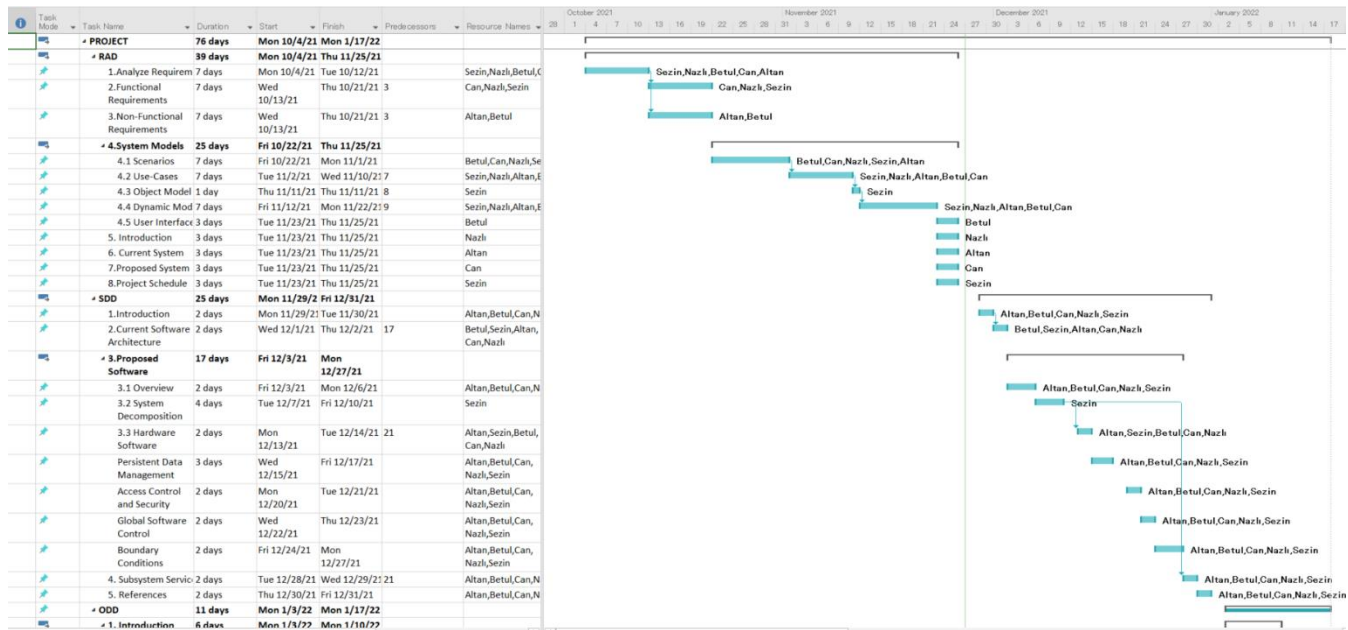 October 2021 November 2021 December 2021 January 2022
Task Mode Task Name Duration Start Finish Predecessors Resource Names 28 1 4 7 10 13 16 19 22 25 28 31 3 6 9 12 15 18 21 24 27 30 3 6 9 12 15 18 21 24 27 30 2 5 8 11 14 17
PROJECT 76 days Mon 10/4/21 Mon 1/17/22
RAD 39 days Mon 10/4/21 Thu 11/25/21
1.Analyze Requirem 7 days Mon 10/4/21 Tue 10/12/21 Sezin,Nazlı,Betul,C Sezin,Nazlı,Betul,Can,Altan
2.Functional Requirements 7 days Wed 10/13/21 Thu 10/21/21 3 Can,Nazlı,Sezin Can,Nazlı,Sezin
3.Non-Functional Requirements 7 days Wed 10/13/21 Thu 10/21/21 3 Altan,Betul Altan,Betul
4.System Models 25 days Fri 10/22/21 Thu 11/25/21
4.1 Scenarios 7 days Fri 10/22/21 Mon 11/1/21 Betul,Can,Nazlı,Se Betul,Can,Nazlı,Sezin,Altan
4.2 Use-Cases 7 days Tue 11/2/21 Wed 11/10/21 7 Sezin,Nazlı,Altan,E Sezin,Nazlı,Altan,Betul,Can
4.3 Object Model 1 day Thu 11/11/21 Thu 11/11/21 8 Sezin Sezin
4.4 Dynamic Mod 7 days Fri 11/12/21 Mon 11/22/21 9 Sezin,Nazlı,Altan,E Sezin,Nazlı,Altan,Betul,Can
4.5 User Interface 3 days Tue 11/23/21 Thu 11/25/21 Betul Betul
5. Introduction 3 days Tue 11/23/21 Thu 11/25/21 Nazlı Nazlı
6. Current System 3 days Tue 11/23/21 Thu 11/25/21 Altan Altan
7.Proposed System 3 days Tue 11/23/21 Thu 11/25/21 Can Can
8.Project Schedule 3 days Tue 11/23/21 Thu 11/25/21 Sezin Sezin
SDD 25 days Mon 11/29/2 Fri 12/31/21
1.Introduction 2 days Mon 11/29/21 Tue 11/30/21 Altan,Betul,Can,N Altan,Betul,Can,Nazlı,Sezin
2.Current Software Architecture 2 days Wed 12/1/21 Thu 12/2/21 17 Betul,Sezin,Altan, Can,Nazlı Betul,Sezin,Altan,Can,Nazlı
3.Proposed Software 17 days Fri 12/3/21 Mon 12/27/21
3.1 Overview 2 days Fri 12/3/21 Mon 12/6/21 Altan,Betul,Can,N Altan,Betul,Can,Nazlı,Sezin
3.2 System Decomposition 4 days Tue 12/7/21 Fri 12/10/21 Sezin Sezin
3.3 Hardware Software 2 days Mon 12/13/21 Tue 12/14/21 21 Altan,Sezin,Betul, Can,Nazlı Altan,Sezin,Betul,Can,Nazlı
Persistent Data Management 3 days Wed 12/15/21 Fri 12/17/21 Altan,Betul,Can, Nazlı,Sezin Altan,Betul,Can,Nazlı,Sezin
Access Control and Security 2 days Mon 12/20/21 Tue 12/21/21 Altan,Betul,Can, Nazlı,Sezin Altan,Betul,Can,Nazlı,Sezin
Global Software Control 2 days Wed 12/22/21 Thu 12/23/21 Altan,Betul,Can, Nazlı,Sezin Altan,Betul,Can,Nazlı,Sezin
Boundary Conditions 2 days Fri 12/24/21 Mon 12/27/21 Altan,Betul,Can, Nazlı,Sezin Altan,Betul,Can,Nazlı,Sezin
4. Subsystem Servic 2 days Tue 12/28/21 Wed 12/29/21 21 Altan,Betul,Can,N Altan,Betul,Can,Nazlı,Sezin
5. References 2 days Thu 12/30/21 Fri 12/31/21 Altan,Betul,Can,N Altan,Betul,Can,Nazlı,Sezin
ODD 11 days Mon 1/3/22 Mon 1/17/22
1. Introduction 6 days Mon 1/3/22 Mon 1/10/22